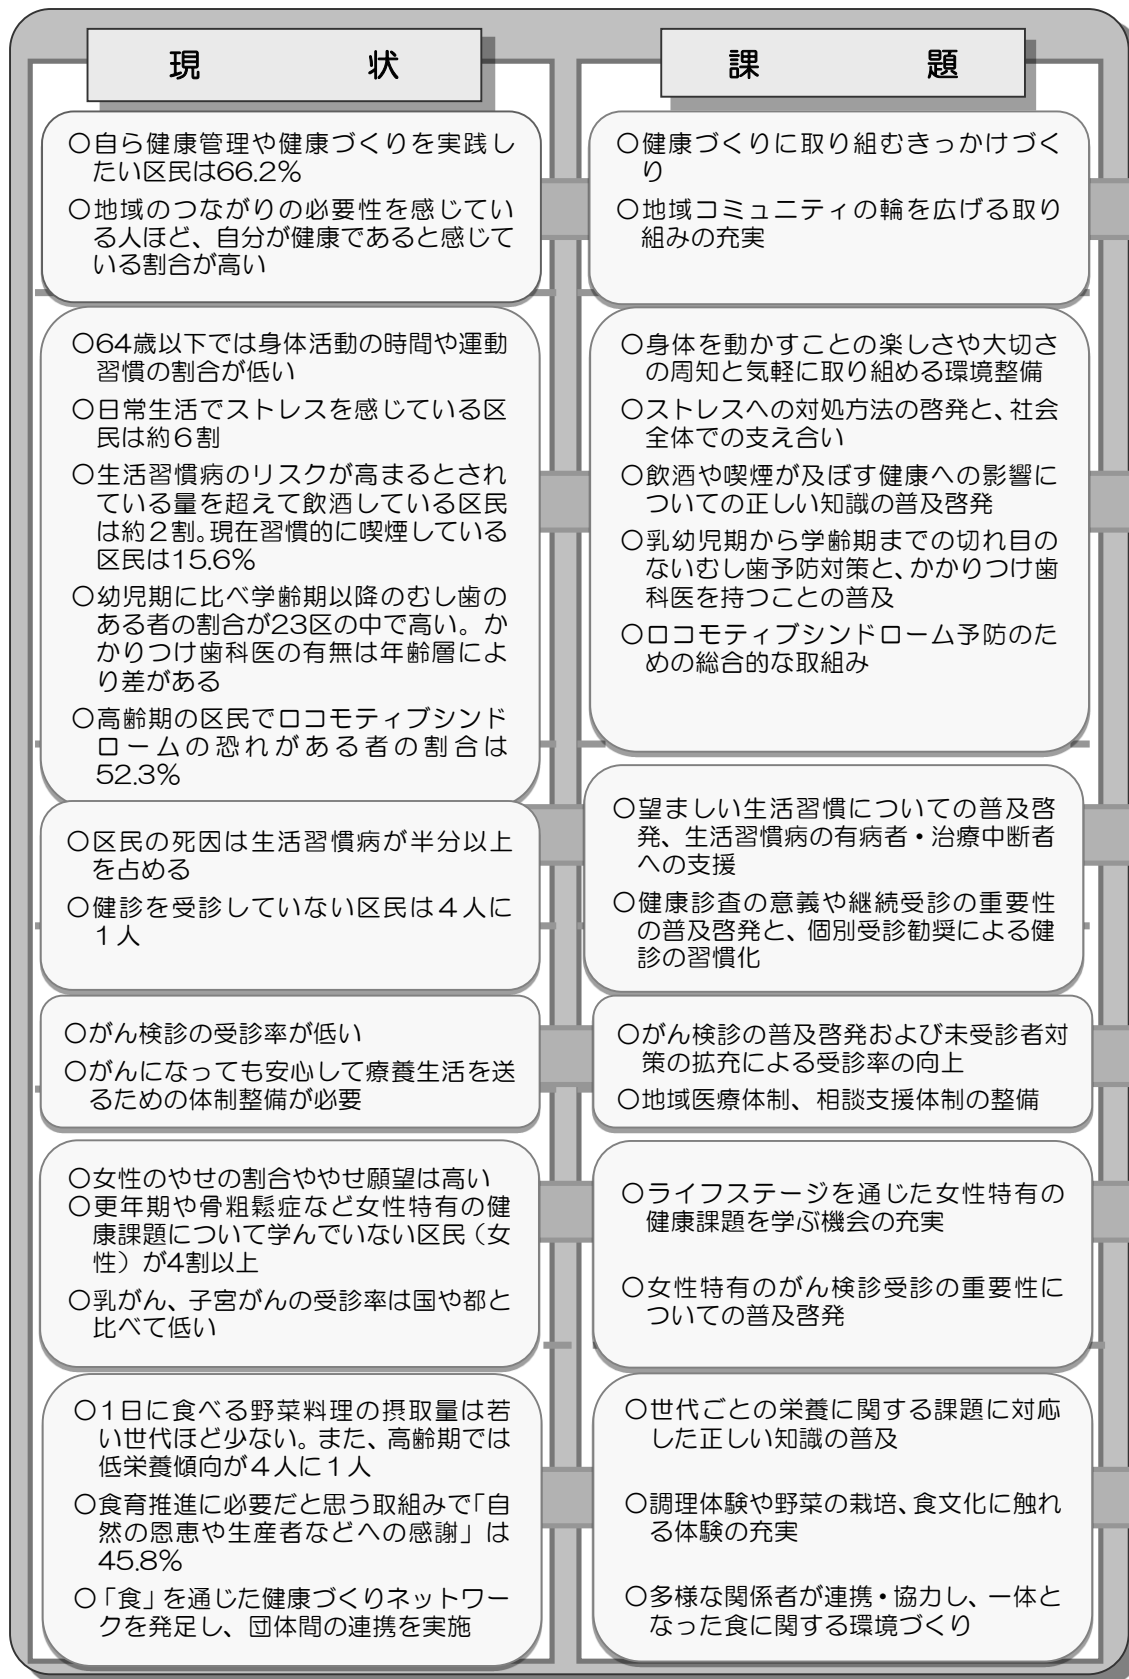 現状
自ら健康管理や健康づくりを実践し
たい区民は66.2%
○地域のつながりの必要性を感じてい
る人ほど、自分が健康であると感じて
いる割合が高い
○64歳以下では身体活動の時間や運動
習慣の割合が低い
○日常生活でストレスを感じている区
民は約6割
○生活習慣病のリスクが高まるとされ
ている量を超えて飲酒している区民
は約2割。現在習慣的に喫煙している
区民は15.6%
○幼児期に比べ学齢期以降のむし歯の
ある者の割合が23区の中で高い。か
かりつけ歯科医の有無は年齢層によ
り差がある
○高齢期の区民でロコモティブシンド
ロームの恐れがある者の割合は
52.3%
○区民の死因は生活習慣病が半分以上
を占める
○健診を受診していない区民は4人に
1人
○がん検診の受診率が低い
○がんになっても安心して療養生活を送
るための体制整備が必要
○女性のやせの割合ややせ願望は高い
○更年期や骨粗鬆症など女性特有の健
康課題について学んでいない区民（女
性）が4割以上
○乳がん、子宮がんの受診率は国や都と
比べて低い
○1日に食べる野菜料理の摂取量は若
い世代ほど少ない。また、高齢期では
低栄養傾向が4人に1人
○食育推進に必要だと思う取組みで「自
然の恩恵や生産者などへの感謝」は
45.8%
○「食」を通じた健康づくりネットワー
クを発足し、団体間の連携を実施
課題
○健康づくりに取り組むきっかけづく
り
○地域コミュニティの輪を広げる取り
組みの充実
○身体を動かすことの楽しさや大切さ
の周知と気軽に取り組める環境整備
○ストレスへの対処方法の啓発と、社会
全体での支え合い
○飲酒や喫煙が及ぼす健康への影響に
ついての正しい知識の普及啓発
○乳幼児期から学齢期までの切れ目の
ないむし歯予防対策と、かかりつけ歯
科医を持つことの普及
○ロコモティブシンドローム予防のた
めの総合的な取組み
○望ましい生活習慣についての普及啓
発、生活習慣病の有病者・治療中断者
への支援
○健康診査の意義や継続受診の重要性
の普及啓発と、個別受診勧奨による健
診の習慣化
○がん検診の普及啓発および未受診者対
策の拡充による受診率の向上
○地域医療体制、相談支援体制の整備
○ライフステージを通じた女性特有の
健康課題を学ぶ機会の充実
○女性特有のがん検診受診の重要性に
ついての普及啓発
○世代ごとの栄養に関する課題に対応
した正しい知識の普及
○調理体験や野菜の栽培、食文化に触れ
る体験の充実
○多様な関係者が連携・協力し、一体と
なった食に関する環境づくり